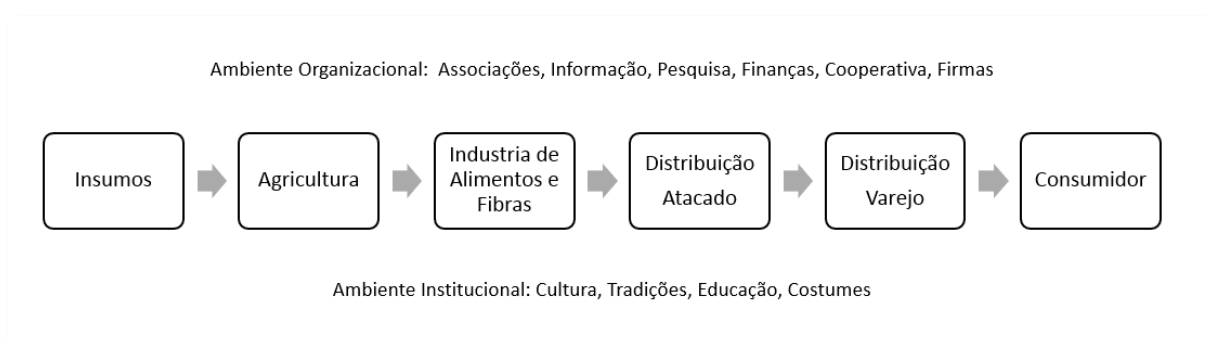 Ambiente Organizacional: Associações, Informação, Pesquisa, Finanças, Cooperativa, Firmas
Insumos
Agricultura
Industria de
Alimentos e
Fibras
Distribuição
Atacado
Distribuição
Varejo
Consumidor
Ambiente Institucional: Cultura, Tradições, Educação, Costumes